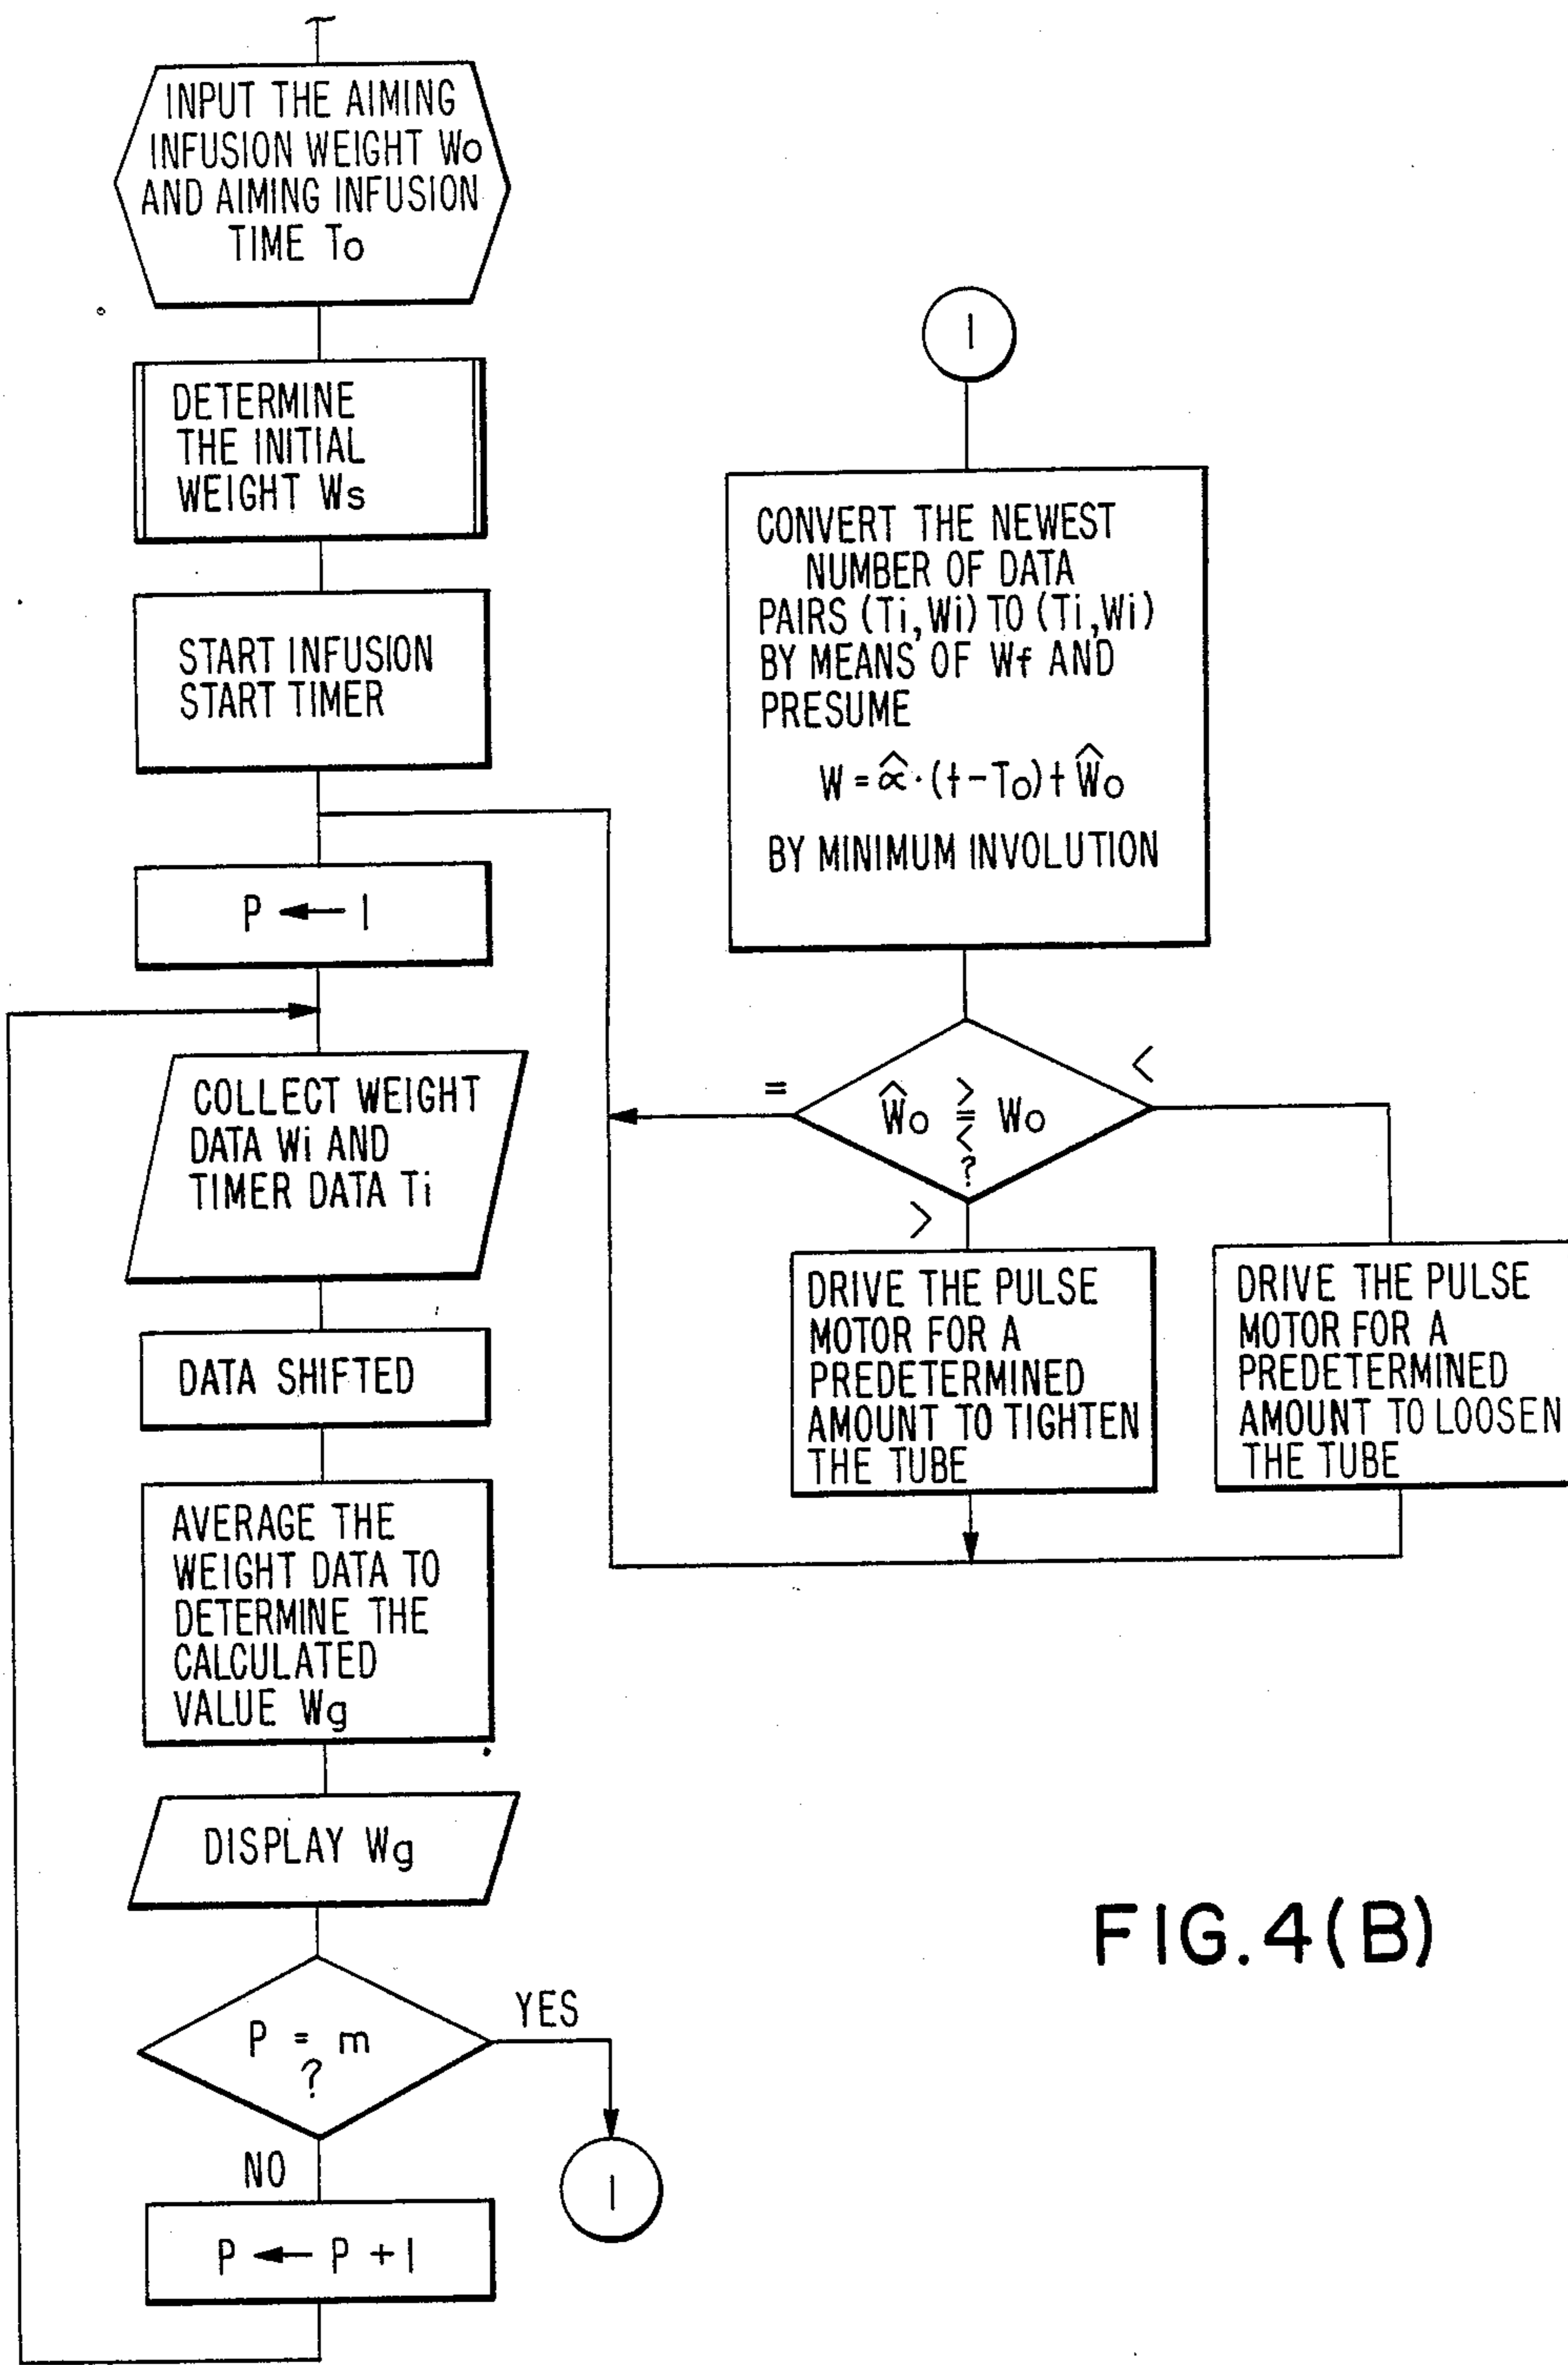 INPUT THE AIMING
INFUSION WEIGHT Wo
AND AIMING INFUSION
TIME To
DETERMINE
THE INITIAL
WEIGHT Ws
START INFUSION
START TIMER
P ← 1
COLLECT WEIGHT
DATA Wi AND
TIMER DATA Ti
DATA SHIFTED
AVERAGE THE
WEIGHT DATA TO
DETERMINE THE
CALCULATED
VALUE Wg
DISPLAY Wg
P = m
?
YES
NO
1
P ← P + 1
1
CONVERT THE NEWEST
NUMBER OF DATA
PAIRS (Ti, Wi) TO (Ti, Wi)
BY MEANS OF Wf AND
PRESUME
W = α̂ · (t − To) + Ŵo
BY MINIMUM INVOLUTION
Ŵo >=< Wo
?
=
<
>
DRIVE THE PULSE
MOTOR FOR A
PREDETERMINED
AMOUNT TO TIGHTEN
THE TUBE
DRIVE THE PULSE
MOTOR FOR A
PREDETERMINED
AMOUNT TO LOOSEN
THE TUBE
FIG. 4(B)